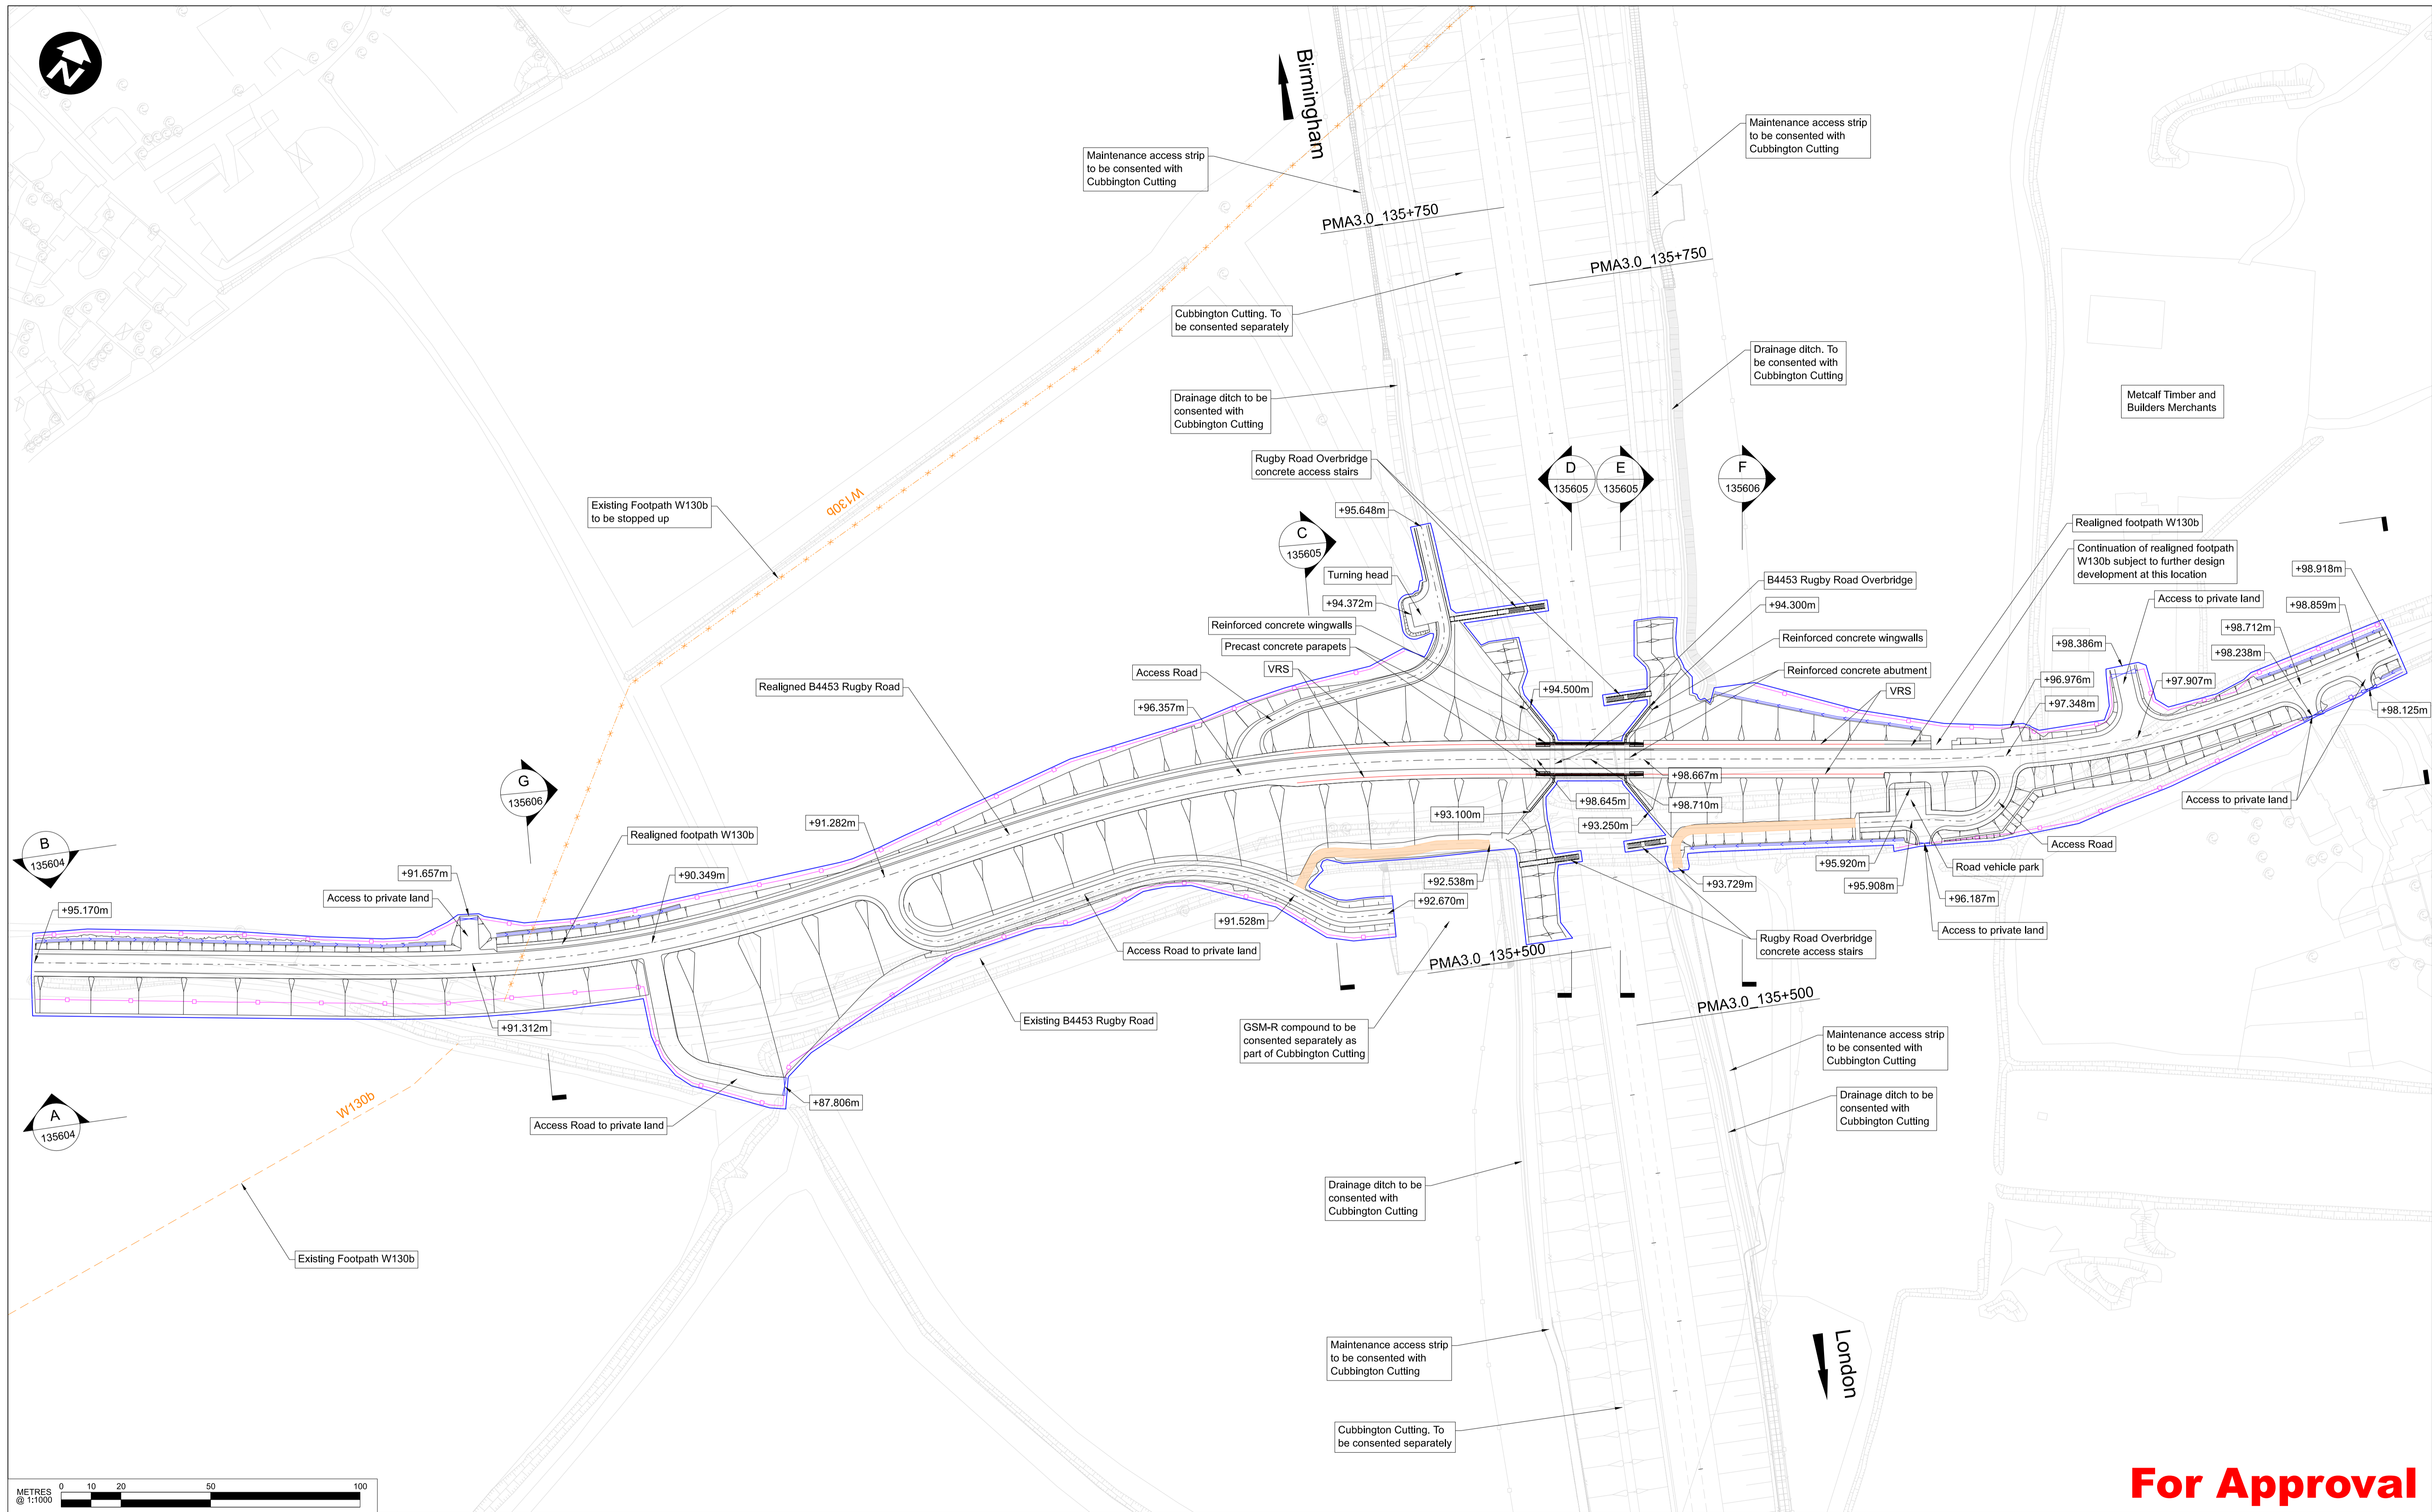 N
Birmingham
Maintenance access strip
to be consented with
Cubbington Cutting
Maintenance access strip
to be consented with
Cubbington Cutting
PMA3.0_135+750
PMA3.0_135+750
Cubbington Cutting. To
be consented separately
Drainage ditch. To
be consented with
Cubbington Cutting
Drainage ditch to be
consented with
Cubbington Cutting
Metcalf Timber and
Builders Merchants
Rugby Road Overbridge
concrete access stairs
D
135605
E
135605
F
135606
Existing Footpath W130b
to be stopped up
W130b
+95.648m
C
135605
Turning head
+94.372m
Reinforced concrete wingwalls
Precast concrete parapets
VRS
Access Road
Realigned B4453 Rugby Road
+96.357m
B4453 Rugby Road Overbridge
+94.300m
Reinforced concrete wingwalls
Reinforced concrete abutment
VRS
+94.500m
Realigned footpath W130b
Continuation of realigned footpath
W130b subject to further design
development at this location
Access to private land
+98.918m
+98.859m
+98.712m
+98.386m
+98.238m
+96.976m
+97.907m
+97.348m
+98.125m
+98.667m
+98.645m
+98.710m
+93.100m
+93.250m
Access to private land
G
135606
Realigned footpath W130b
+91.282m
B
135604
+91.657m
+90.349m
Access to private land
+95.170m
+92.538m
+92.670m
+91.528m
+93.729m
+95.920m
+95.908m
Access Road
Road vehicle park
+96.187m
Access to private land
Access Road to private land
Rugby Road Overbridge
concrete access stairs
PMA3.0_135+500
PMA3.0_135+500
+91.312m
Existing B4453 Rugby Road
GSM-R compound to be
consented separately as
part of Cubbington Cutting
Maintenance access strip
to be consented with
Cubbington Cutting
Drainage ditch to be
consented with
Cubbington Cutting
A
135604
W130b
+87.806m
Access Road to private land
Drainage ditch to be
consented with
Cubbington Cutting
Existing Footpath W130b
Maintenance access strip
to be consented with
Cubbington Cutting
London
Cubbington Cutting. To
be consented separately
METRES
@ 1:1000
0 10 20 50 100
For Approval